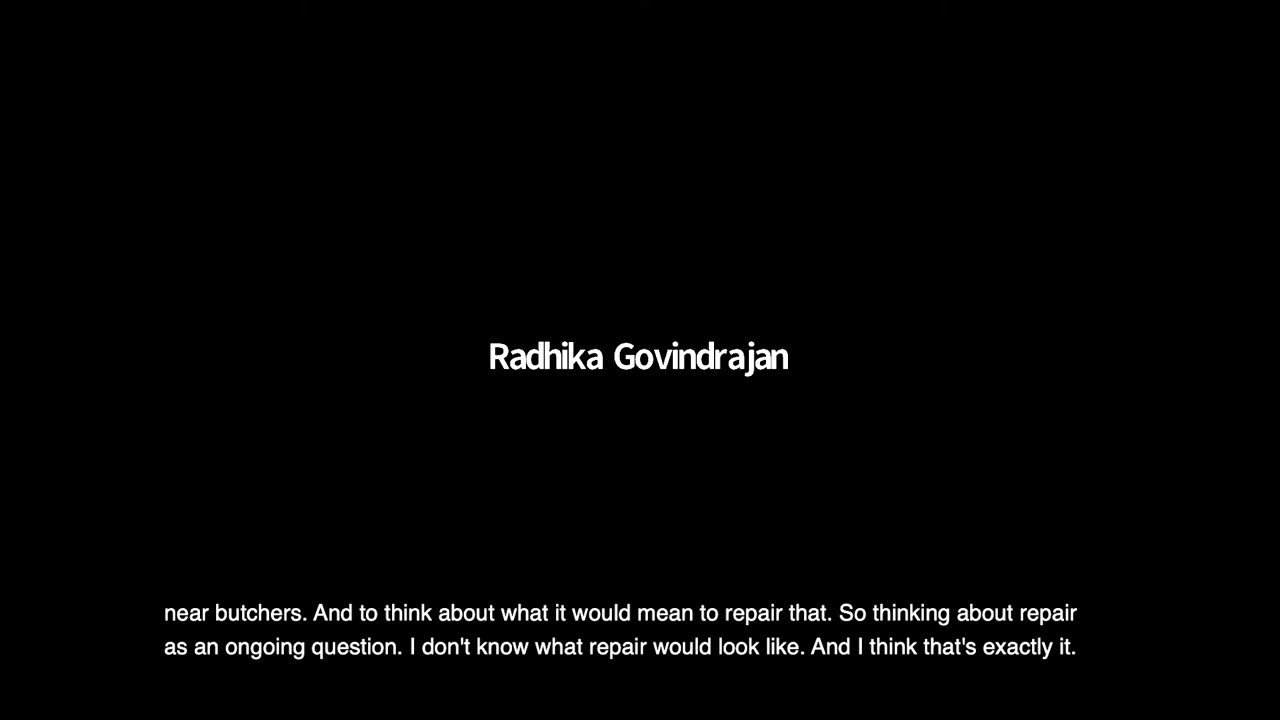 Radhika Govindrajan
near butchers. And to think about what it would mean to repair that. So thinking about repair
as an ongoing question. I don't know what repair would look like. And I think that's exactly it.